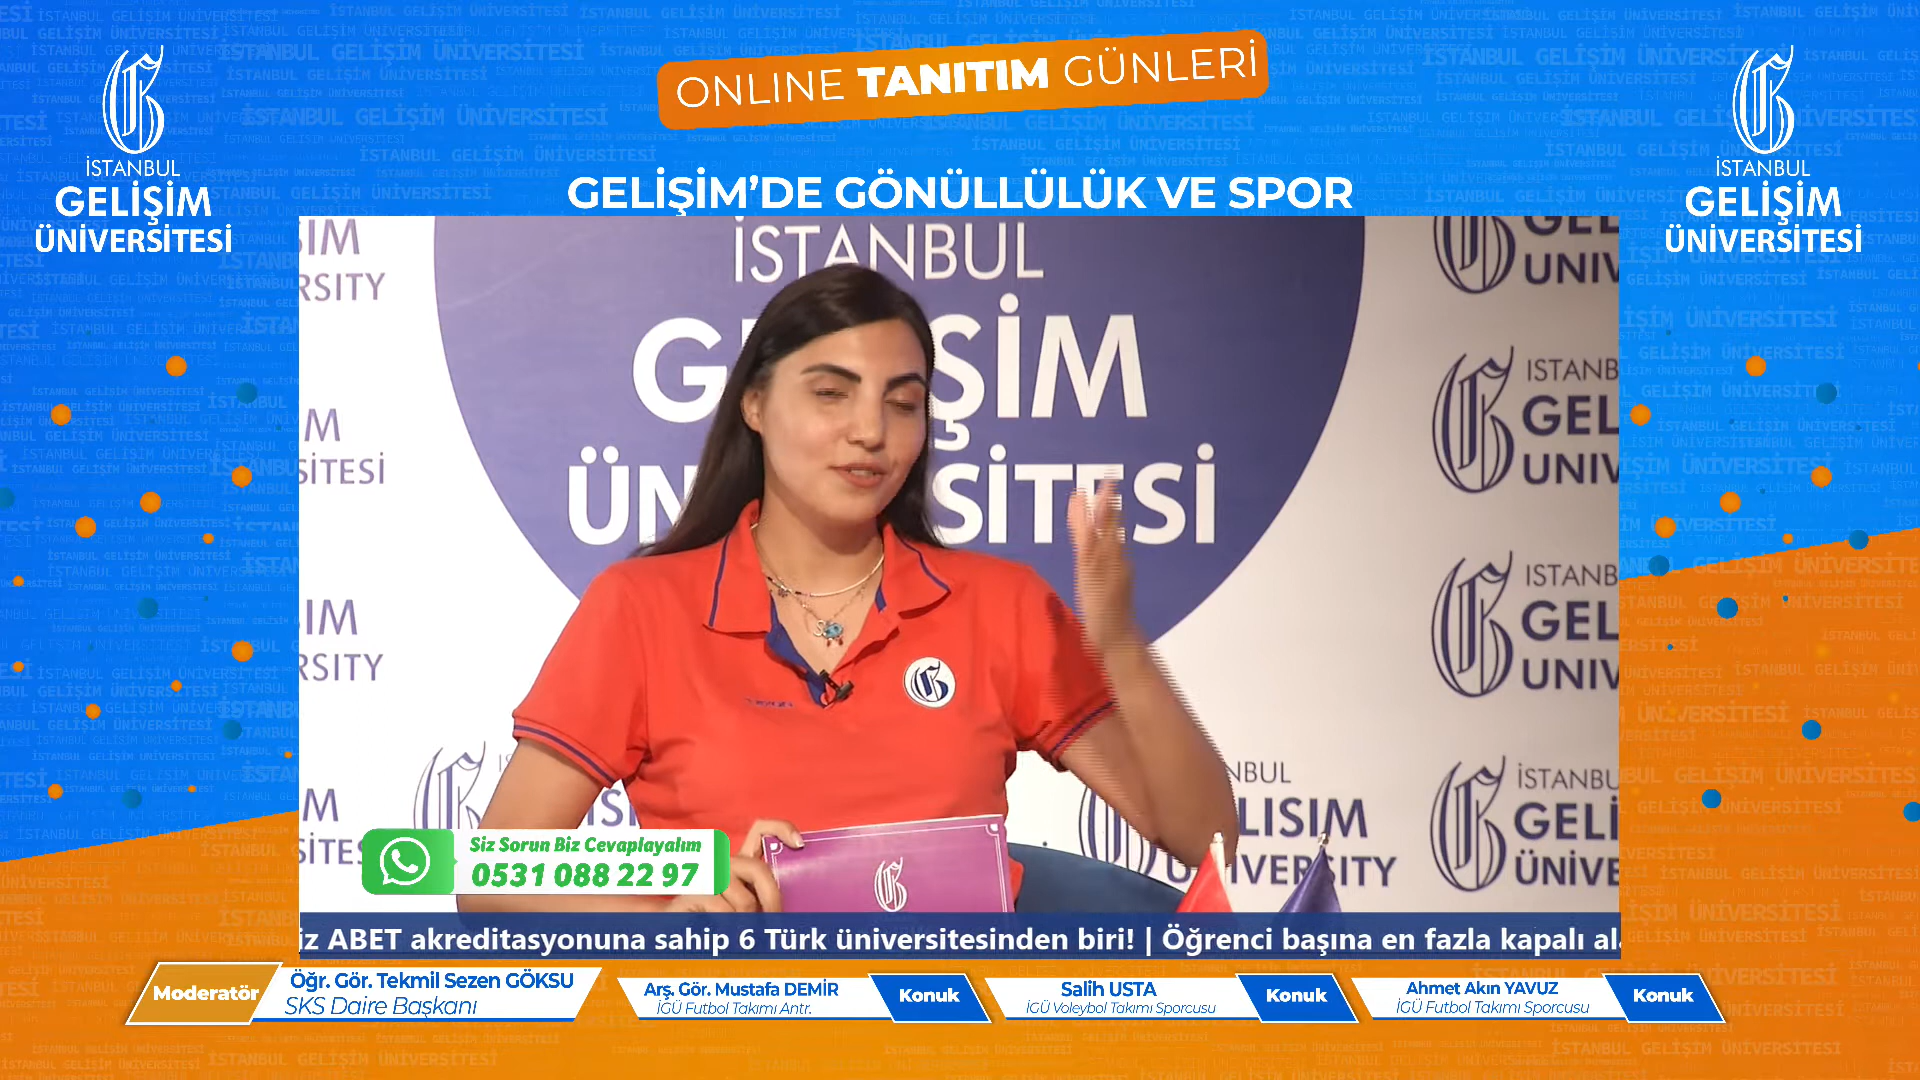 ONLINE TANITIM GÜNLERİ
İSTANBUL
GELİŞİM
ÜNİVERSİTESİ
İSTANBUL
GELİŞİM
ÜNİVERSİTESİ
GELİŞİM'DE GÖNÜLLÜLÜK VE SPOR
İSTANBUL
Siz Sorun Biz Cevaplayalım
0531 088 22 97
iz ABET akreditasyonuna sahip 6 Türk üniversitesinden biri! | Öğrenci başına en fazla kapalı al
Moderatör
Öğr. Gör. Tekmil Sezen GÖKSU
SKS Daire Başkanı
Arş. Gör. Mustafa DEMİR
İGÜ Futbol Takımı Antr.
Konuk
Salih USTA
İGÜ Voleybol Takımı Sporcusu
Konuk
Ahmet Akın YAVUZ
İGÜ Futbol Takımı Sporcusu
Konuk